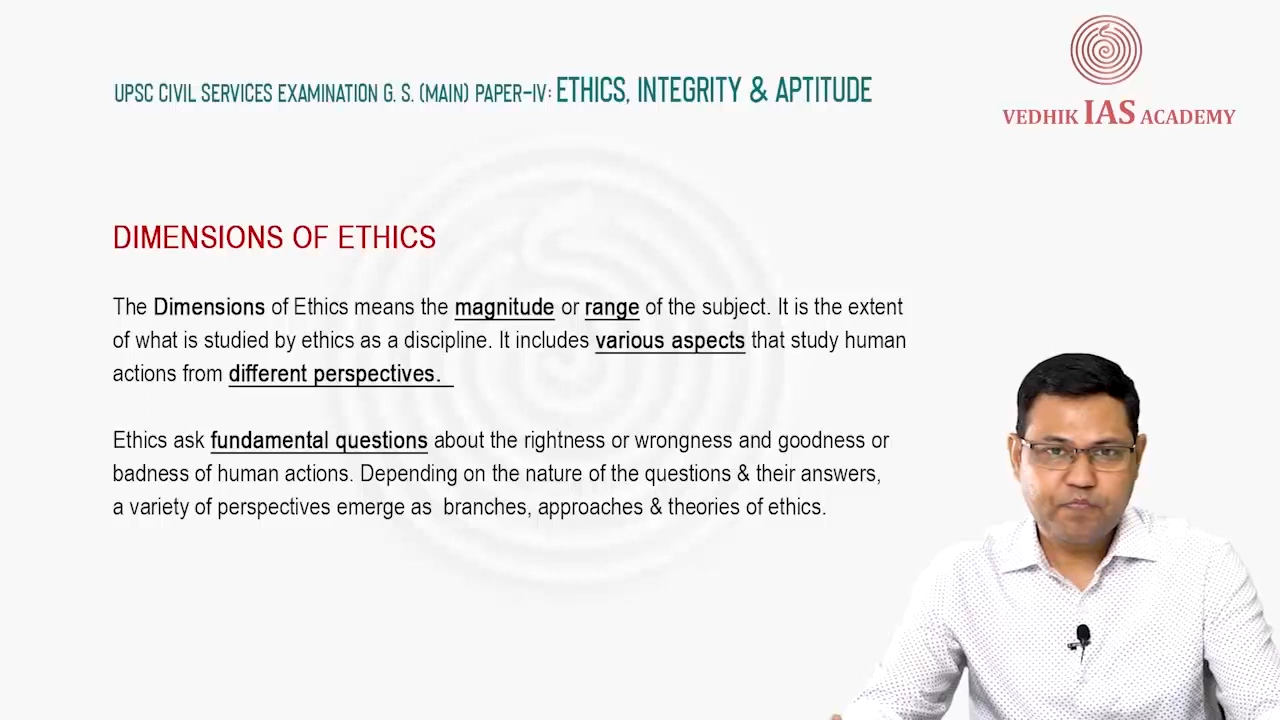 UPSC CIVIL SERVICES EXAMINATION G. S. (MAIN) PAPER-IV: ETHICS, INTEGRITY & APTITUDE
VEDHIK IAS ACADEMY
DIMENSIONS OF ETHICS
The Dimensions of Ethics means the magnitude or range of the subject. It is the extent
of what is studied by ethics as a discipline. It includes various aspects that study human
actions from different perspectives.
Ethics ask fundamental questions about the rightness or wrongness and goodness or
badness of human actions. Depending on the nature of the questions & their answers,
a variety of perspectives emerge as branches, approaches & theories of ethics.